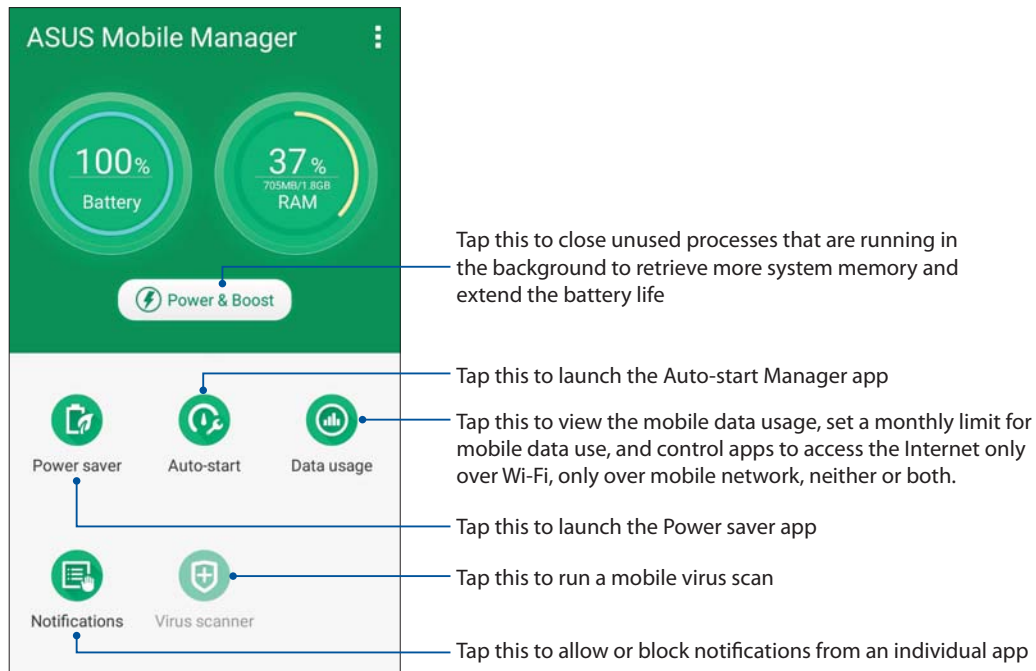 ASUS Mobile Manager
100%
Battery
37%
705MB/1.8GB
RAM
Power & Boost
Tap this to close unused processes that are running in
the background to retrieve more system memory and
extend the battery life
Power saver
Auto-start
Data usage
Tap this to launch the Auto-start Manager app
Tap this to view the mobile data usage, set a monthly limit for
mobile data use, and control apps to access the Internet only
over Wi-Fi, only over mobile network, neither or both.
Tap this to launch the Power saver app
Notifications
Virus scanner
Tap this to run a mobile virus scan
Tap this to allow or block notifications from an individual app